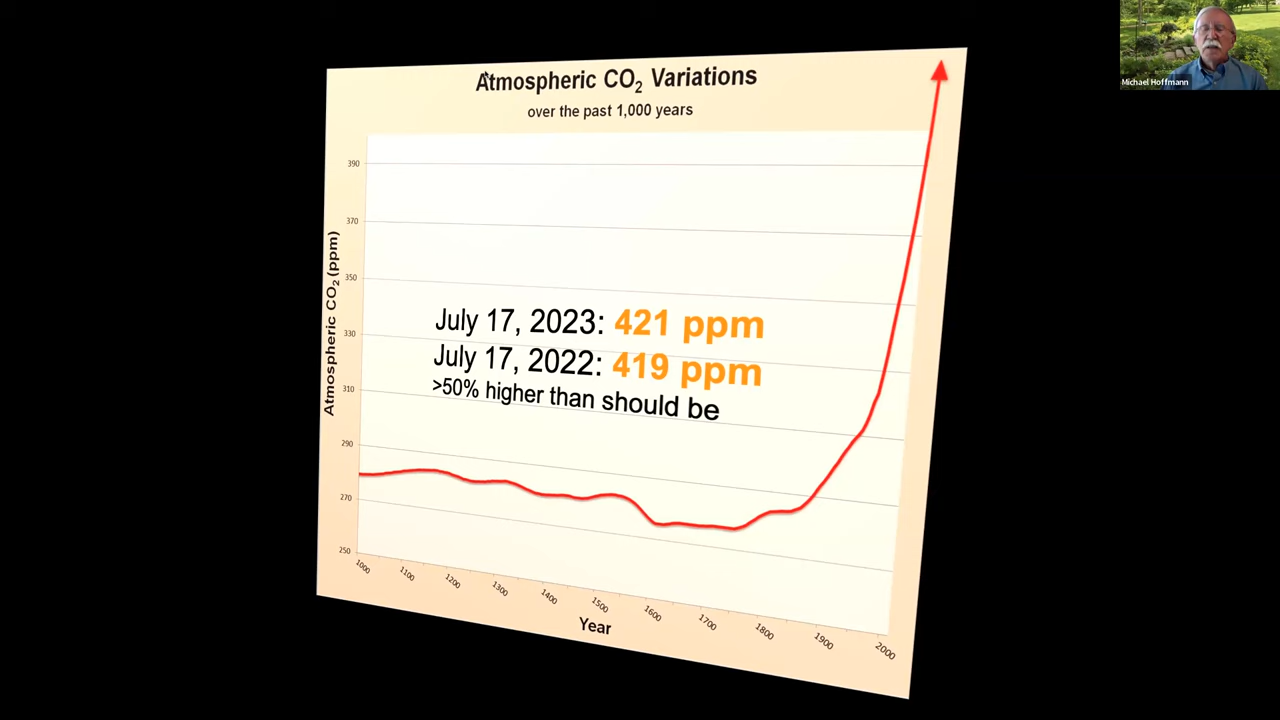 Atmospheric CO2 Variations
over the past 1,000 years
Michael Hoffmann
Atmospheric CO2 (ppm)
390
370
350
330
310
290
270
250
July 17, 2023: 421 ppm
July 17, 2022: 419 ppm
>50% higher than should be
1000
1100
1200
1300
1400
1500
1600
1700
1800
1900
2000
Year